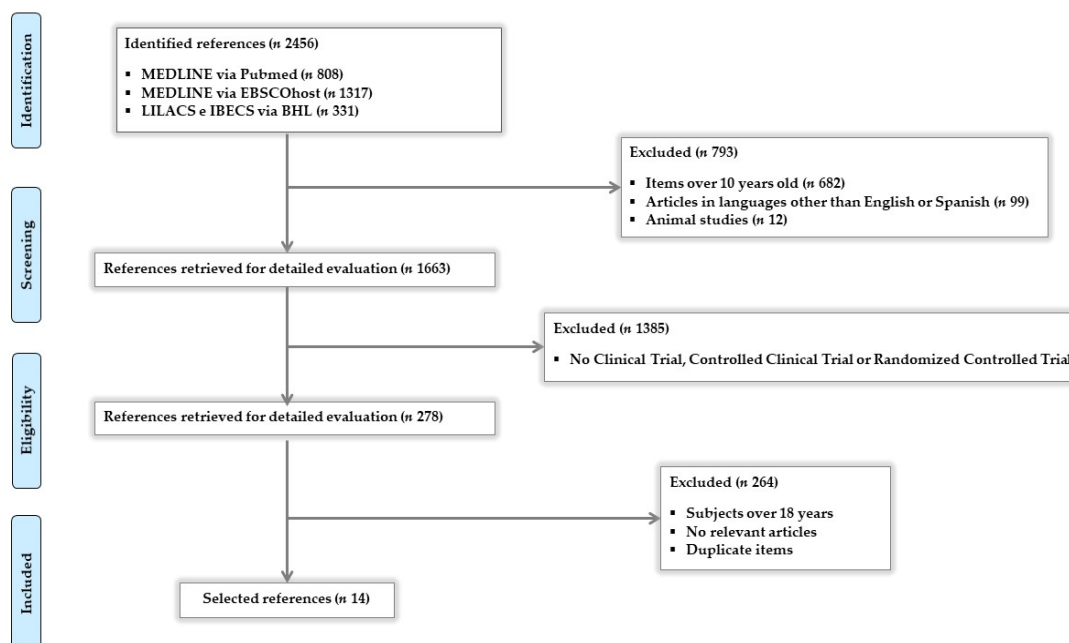 Identification
Identified references (n 2456)
▪ MEDLINE via Pubmed (n 808)
▪ MEDLINE via EBSCOhost (n 1317)
▪ LILACS e IBECS via BHL (n 331)
Excluded (n 793)
▪ Items over 10 years old (n 682)
▪ Articles in languages other than English or Spanish (n 99)
▪ Animal studies (n 12)
Screening
References retrieved for detailed evaluation (n 1663)
Excluded (n 1385)
▪ No Clinical Trial, Controlled Clinical Trial or Randomized Controlled Trial
Eligibility
References retrieved for detailed evaluation (n 278)
Excluded (n 264)
▪ Subjects over 18 years
▪ No relevant articles
▪ Duplicate items
Included
Selected references (n 14)